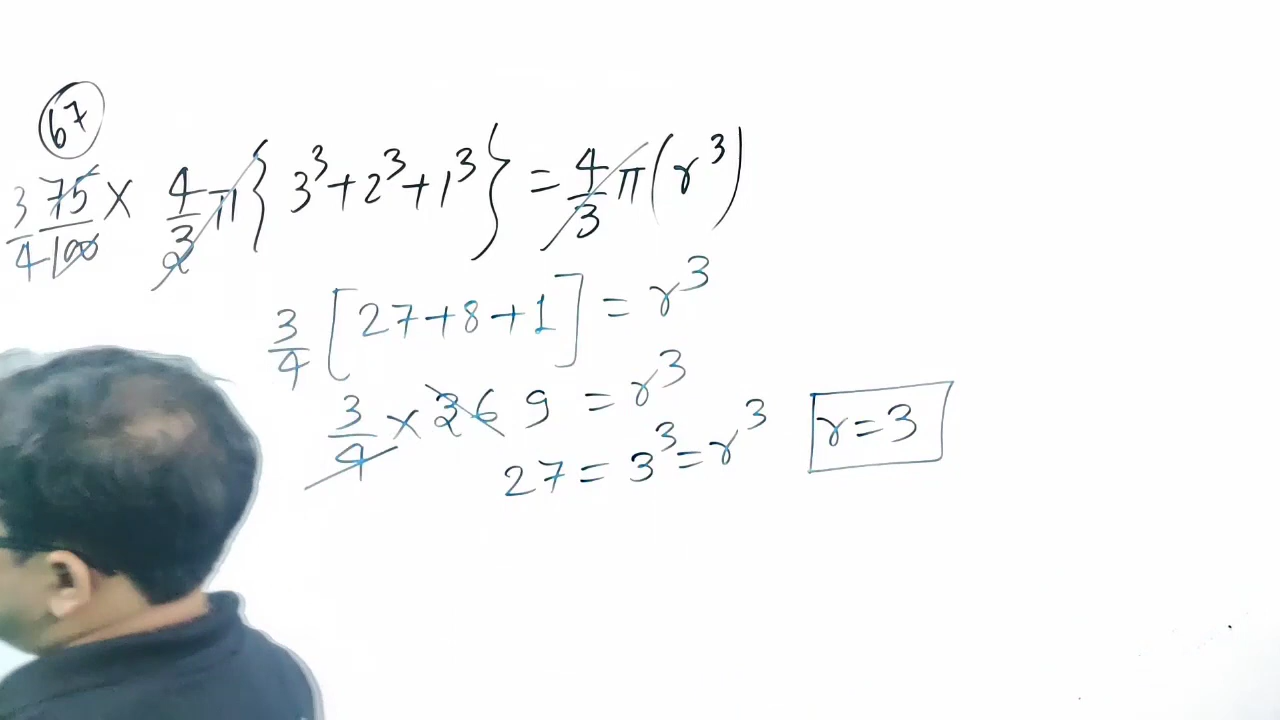 67
3/4 75/100 × 4/3 π { 3³ + 2³ + 1³ } = 4/3 π (r³)
3/4 [27 + 8 + 1] = r³
3/4 × 36 9 = r³
27 = 3³ = r³
r = 3